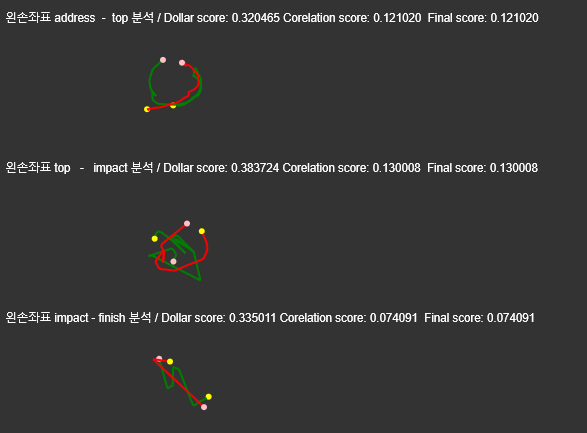 왼손좌표 address - top 분석 / Dollar score: 0.320465 Corelation score: 0.121020 Final score: 0.121020
왼손좌표 top - impact 분석 / Dollar score: 0.383724 Corelation score: 0.130008 Final score: 0.130008
왼손좌표 impact - finish 분석 / Dollar score: 0.335011 Corelation score: 0.074091 Final score: 0.074091